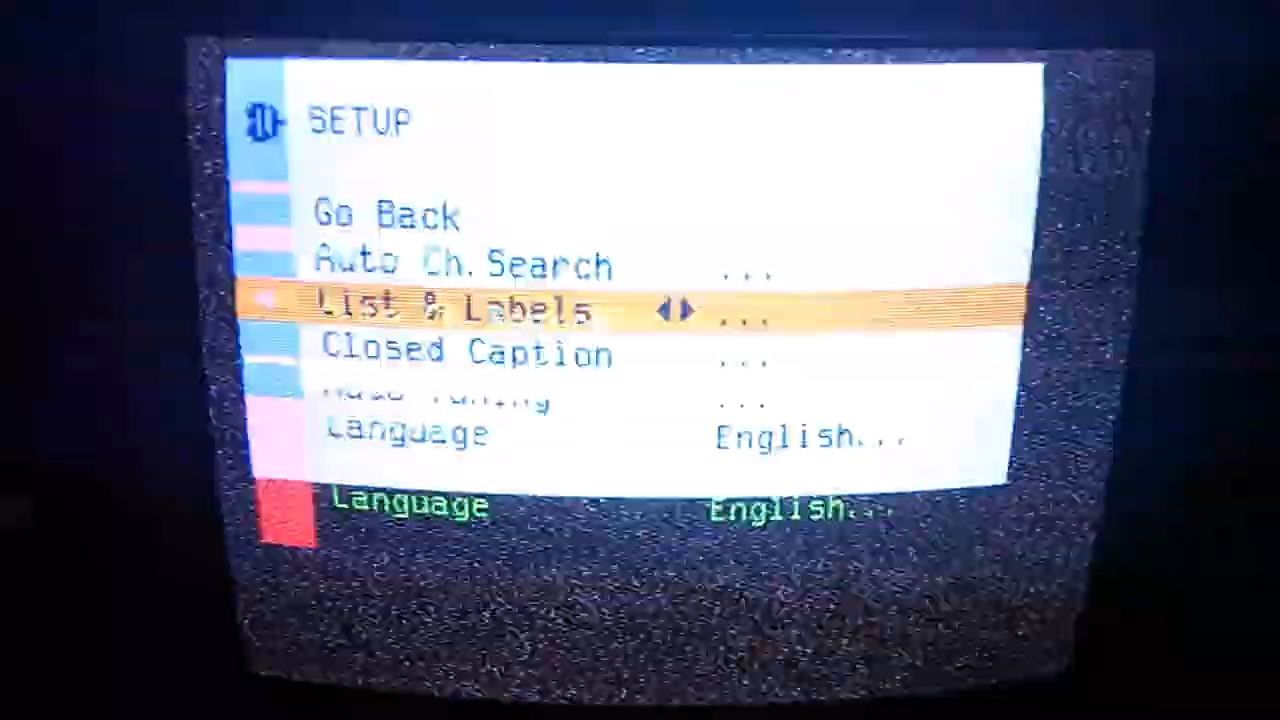 SETUP
Go Back
Auto Ch. Search ...
List & Labels ...
Closed Caption ...
...
Language English...
Language English...